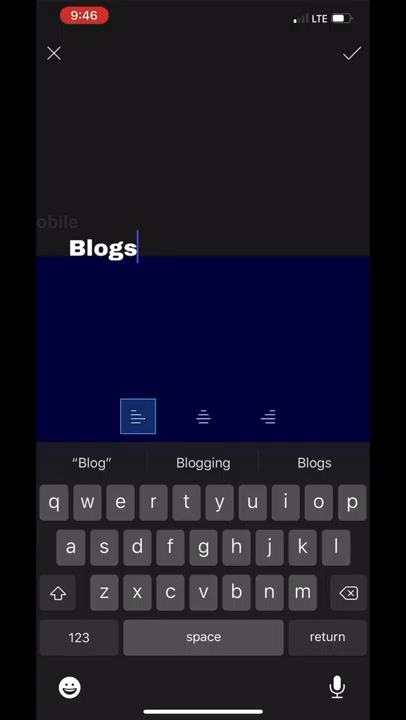 9:46
LTE
obile
Blogs
“Blog” Blogging Blogs
q w e r t y u i o p
a s d f g h j k l
z x c v b n m
123 space return